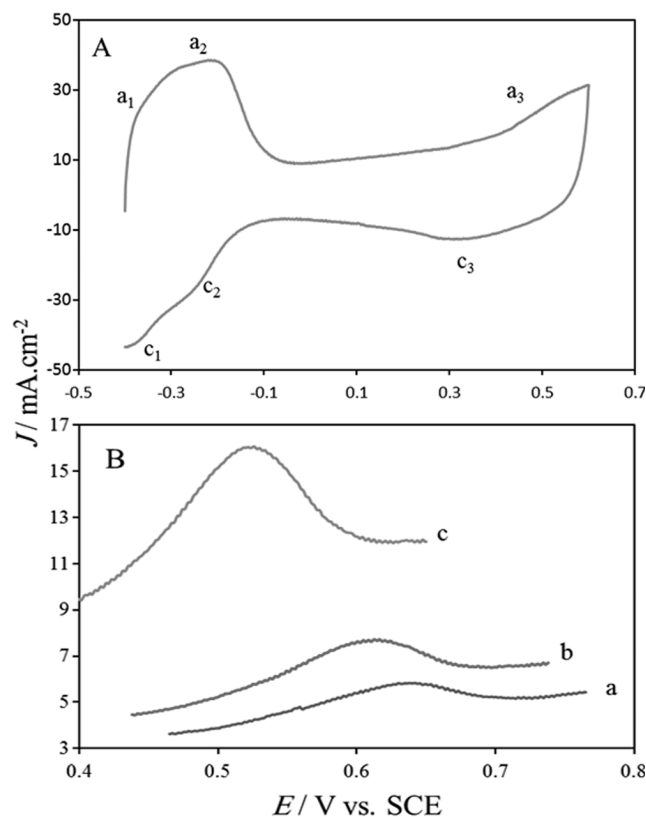 A
a₁
a₂
a₃
c₁
c₂
c₃
50
30
10
-10
-30
-50
-0.5
-0.3
-0.1
0.1
0.3
0.5
0.7
J / mA.cm⁻²
B
17
15
13
11
9
7
5
3
c
b
a
0.4
0.5
0.6
0.7
0.8
E / V vs. SCE